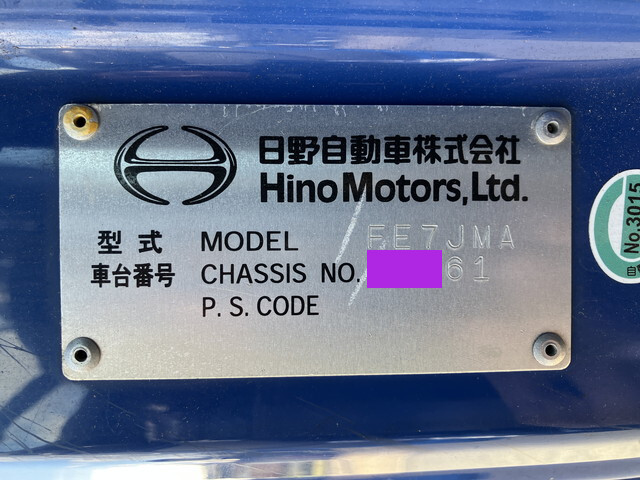 日野自動車株式会社
Hino Motors, Ltd.
型式 MODEL FE7JMA
車台番号 CHASSIS NO. 61
P. S. CODE
No.3015